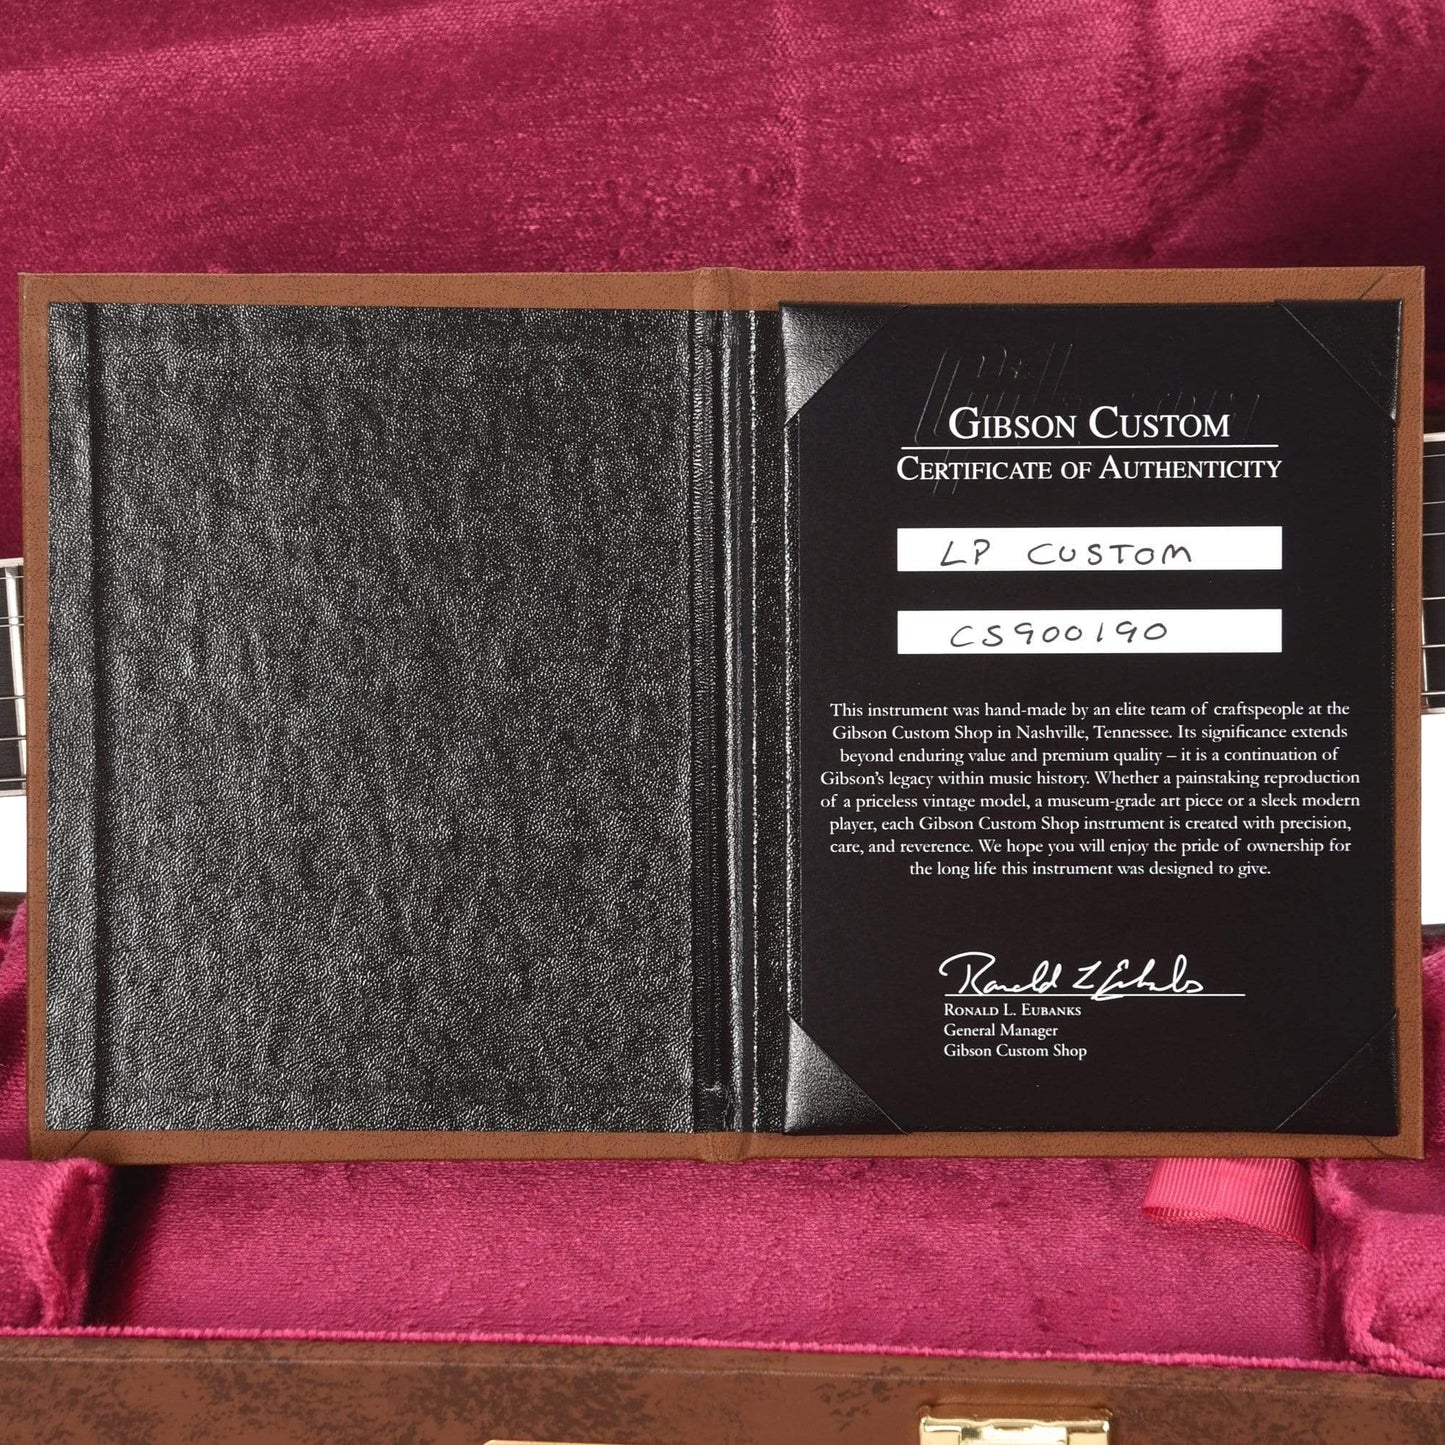 GIBSON CUSTOM
CERTIFICATE OF AUTHENTICITY
LP CUSTOM
CS900190
This instrument was hand-made by an elite team of craftspeople at the
Gibson Custom Shop in Nashville, Tennessee. Its significance extends
beyond enduring value and premium quality – it is a continuation of
Gibson's legacy within music history. Whether a painstaking reproduction
of a priceless vintage model, a museum-grade art piece or a sleek modern
player, each Gibson Custom Shop instrument is created with precision,
care, and reverence. We hope you will enjoy the pride of ownership for
the long life this instrument was designed to give.
Ronald L Eubanks
RONALD L. EUBANKS
General Manager
Gibson Custom Shop